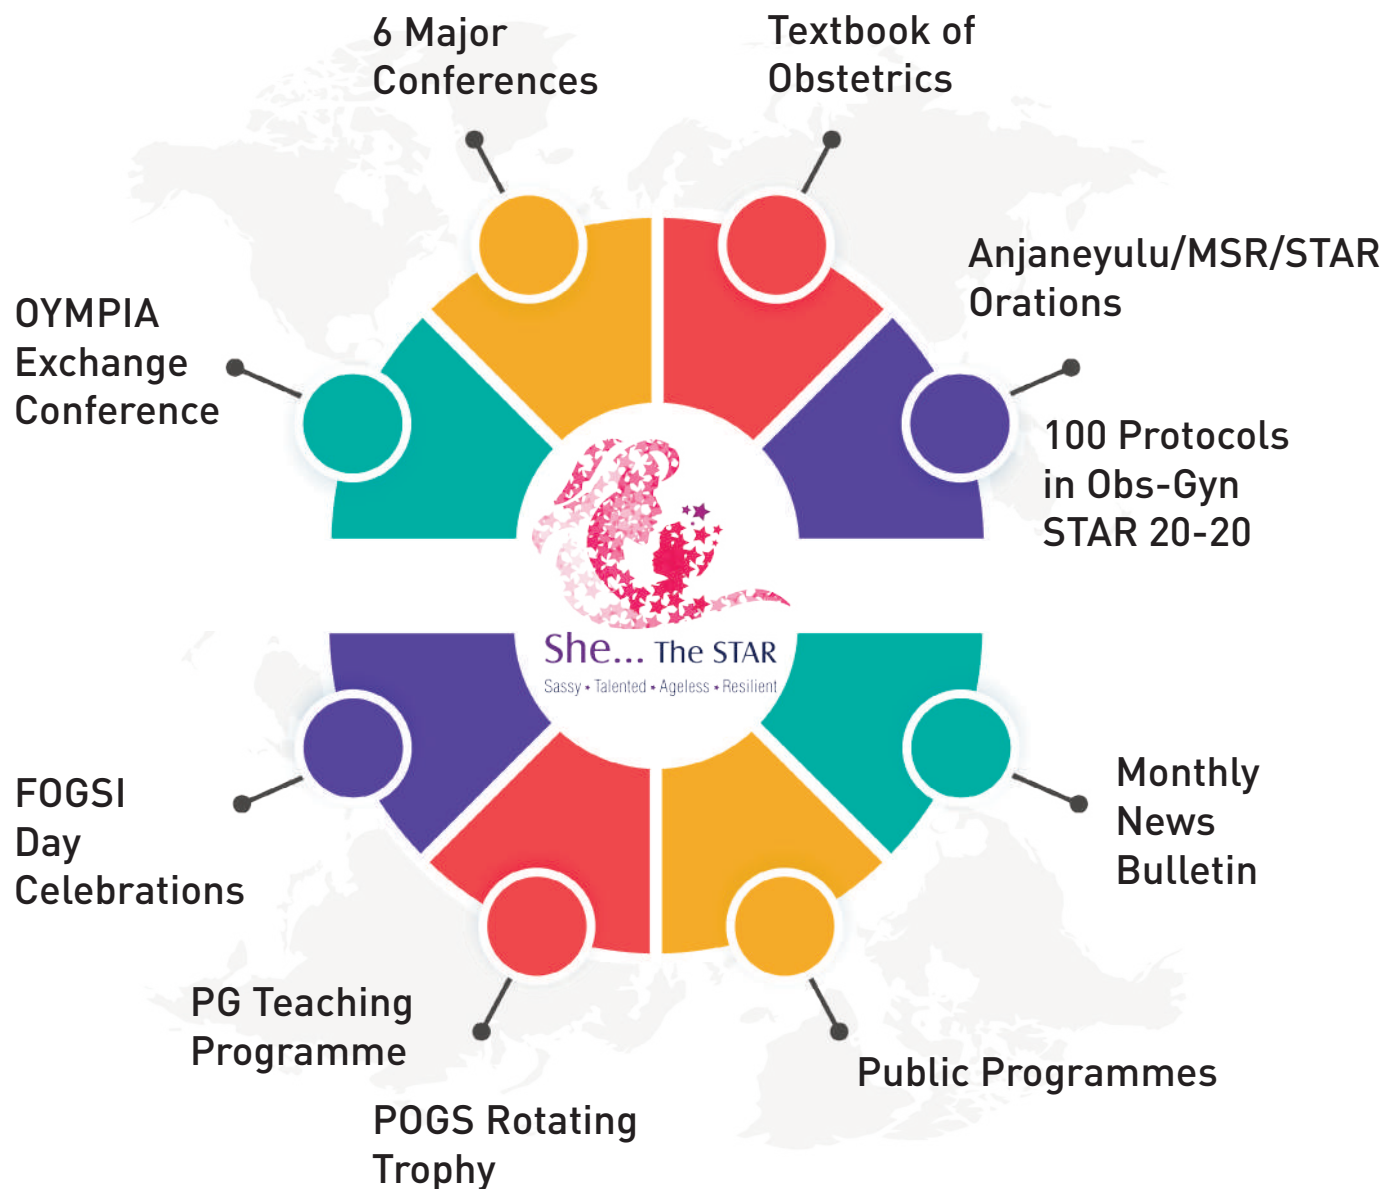 6 Major
Conferences
Textbook of
Obstetrics
Anjaneyulu/MSR/STAR
Orations
OYMPIA
Exchange
Conference
100 Protocols
in Obs-Gyn
STAR 20-20
She... The STAR
Sassy • Talented • Ageless • Resilient
FOGSI
Day
Celebrations
Monthly
News
Bulletin
PG Teaching
Programme
Public Programmes
POGS Rotating
Trophy